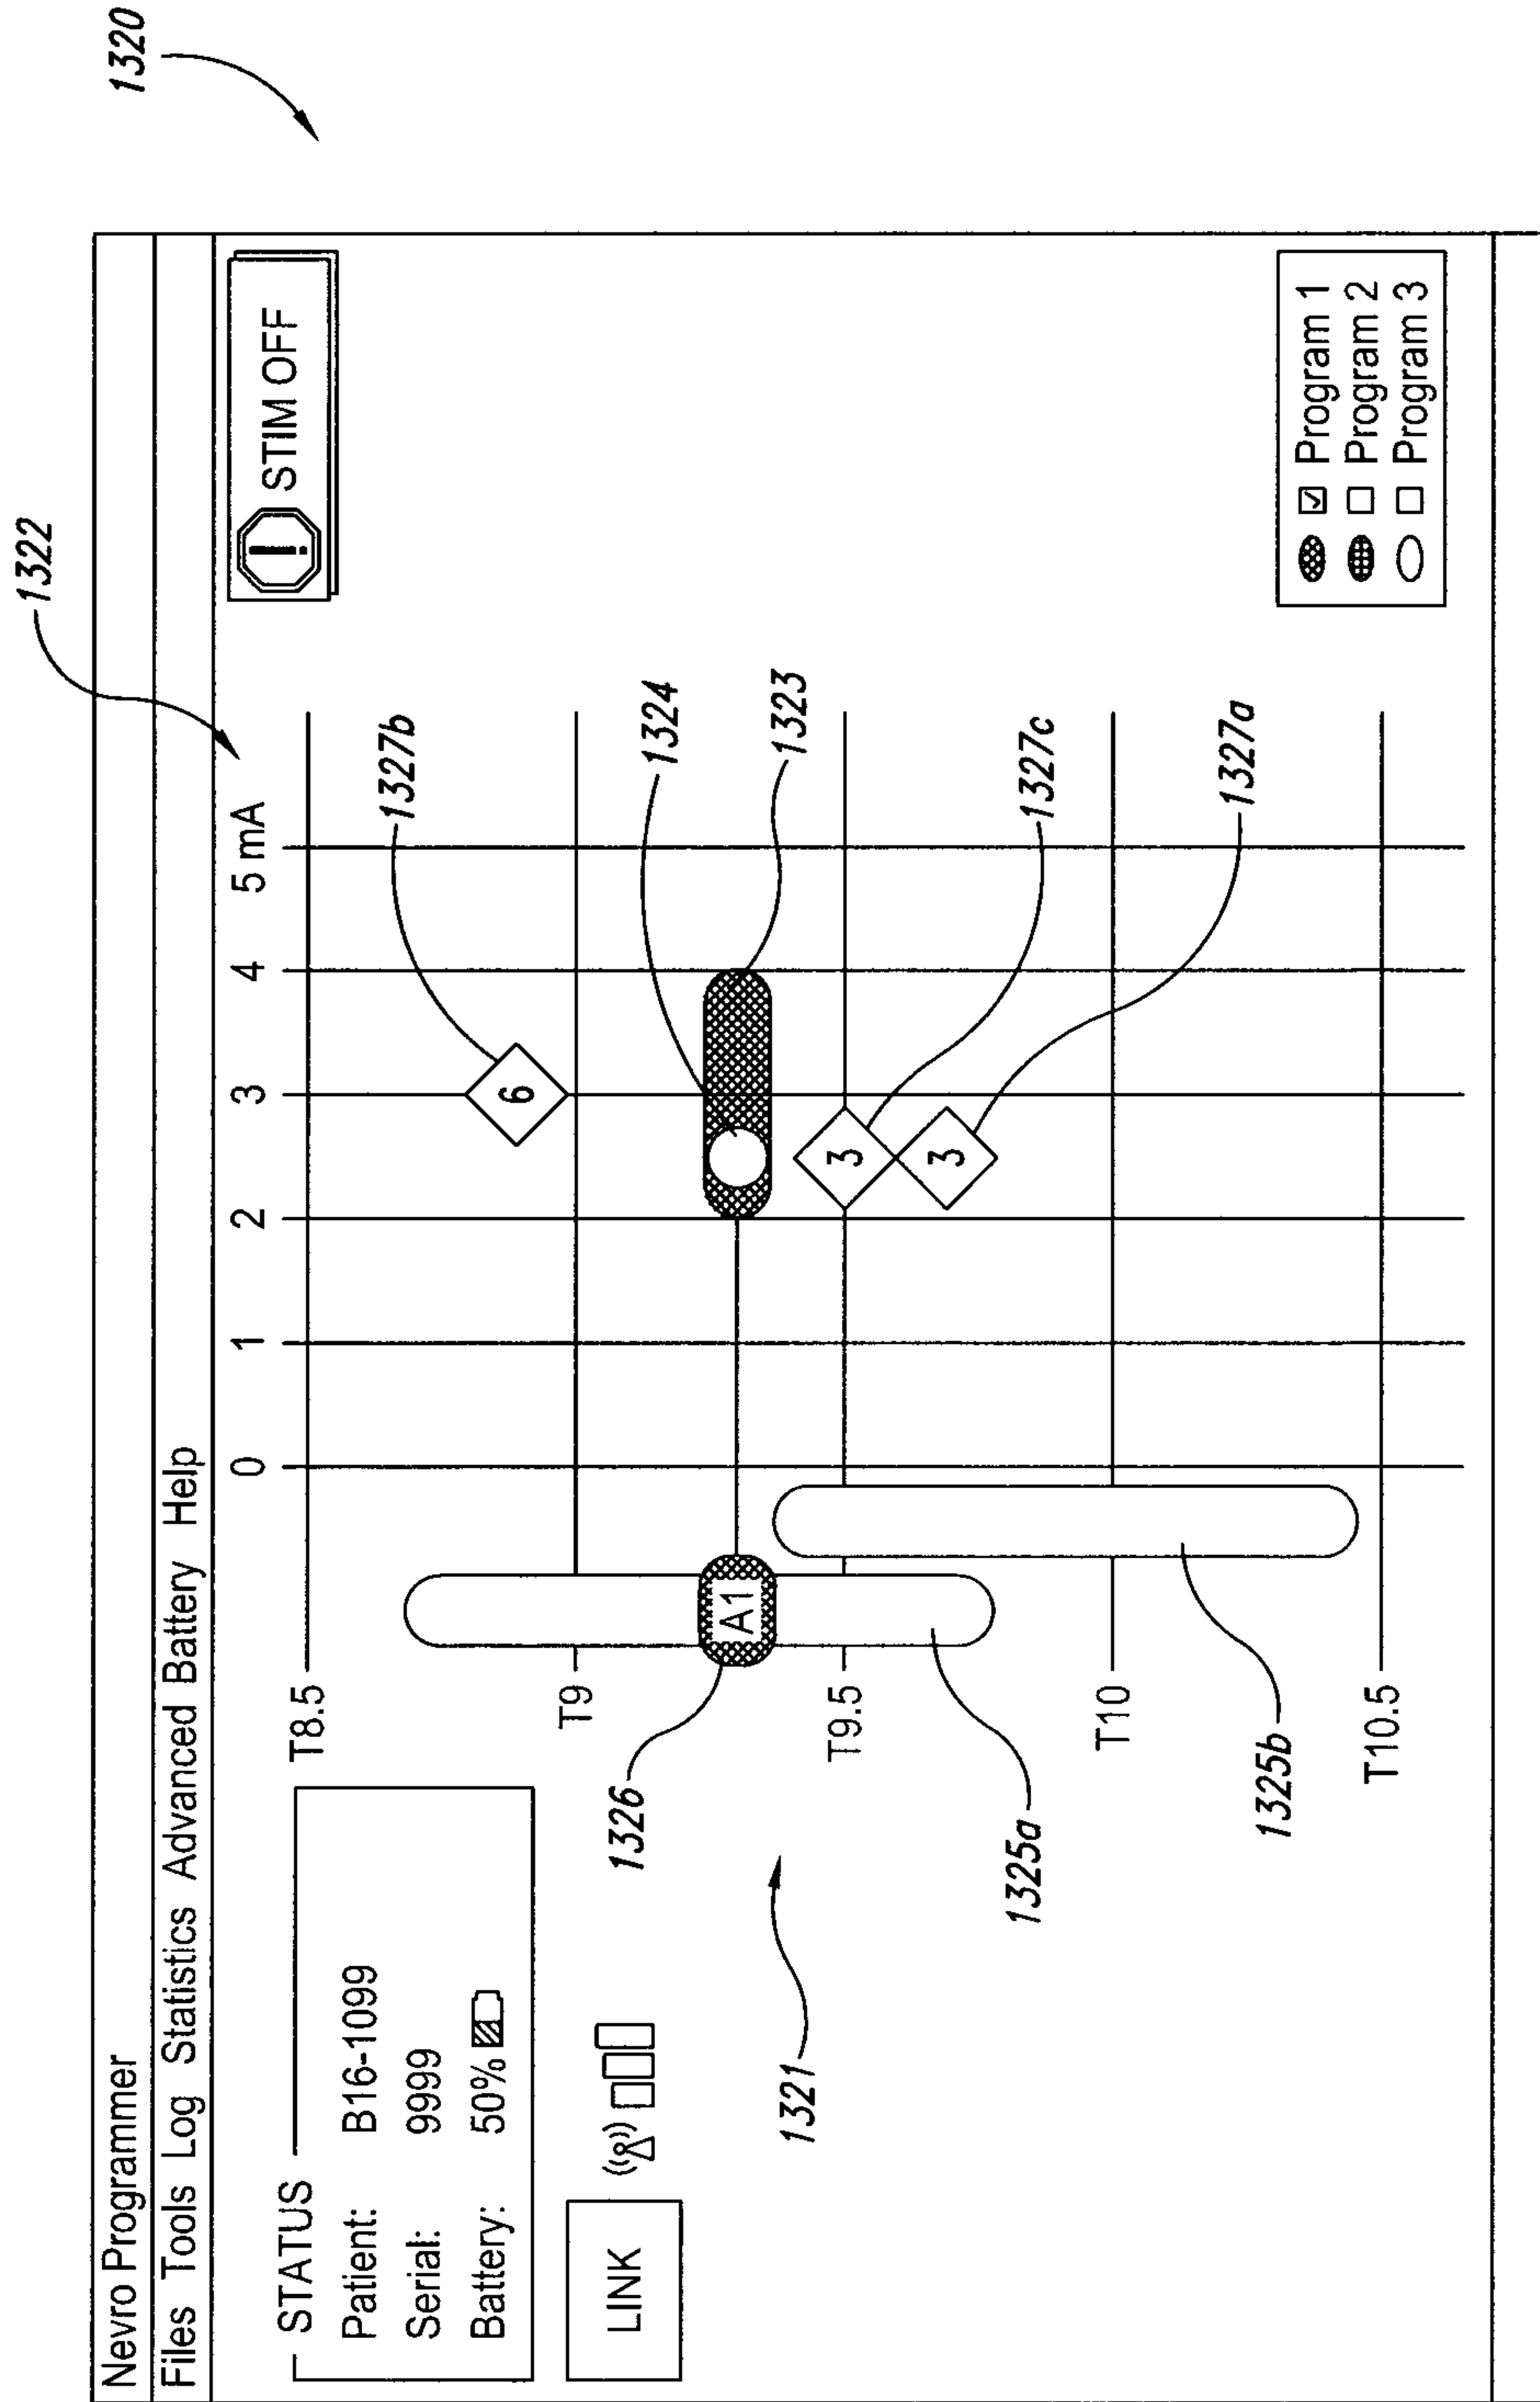 1320
1322
Nevro Programmer
Files Tools Log Statistics Advanced Battery Help
STATUS
Patient: B16-1099
Serial: 9999
Battery: 50%
LINK
0 1 2 3 4 5 mA
STIM OFF
T8.5
T9
T9.5
T10
T10.5
A1
6
3
3
1327b
1324
1323
1327c
1327a
1326
1321
1325a
1325b
Program 1
Program 2
Program 3